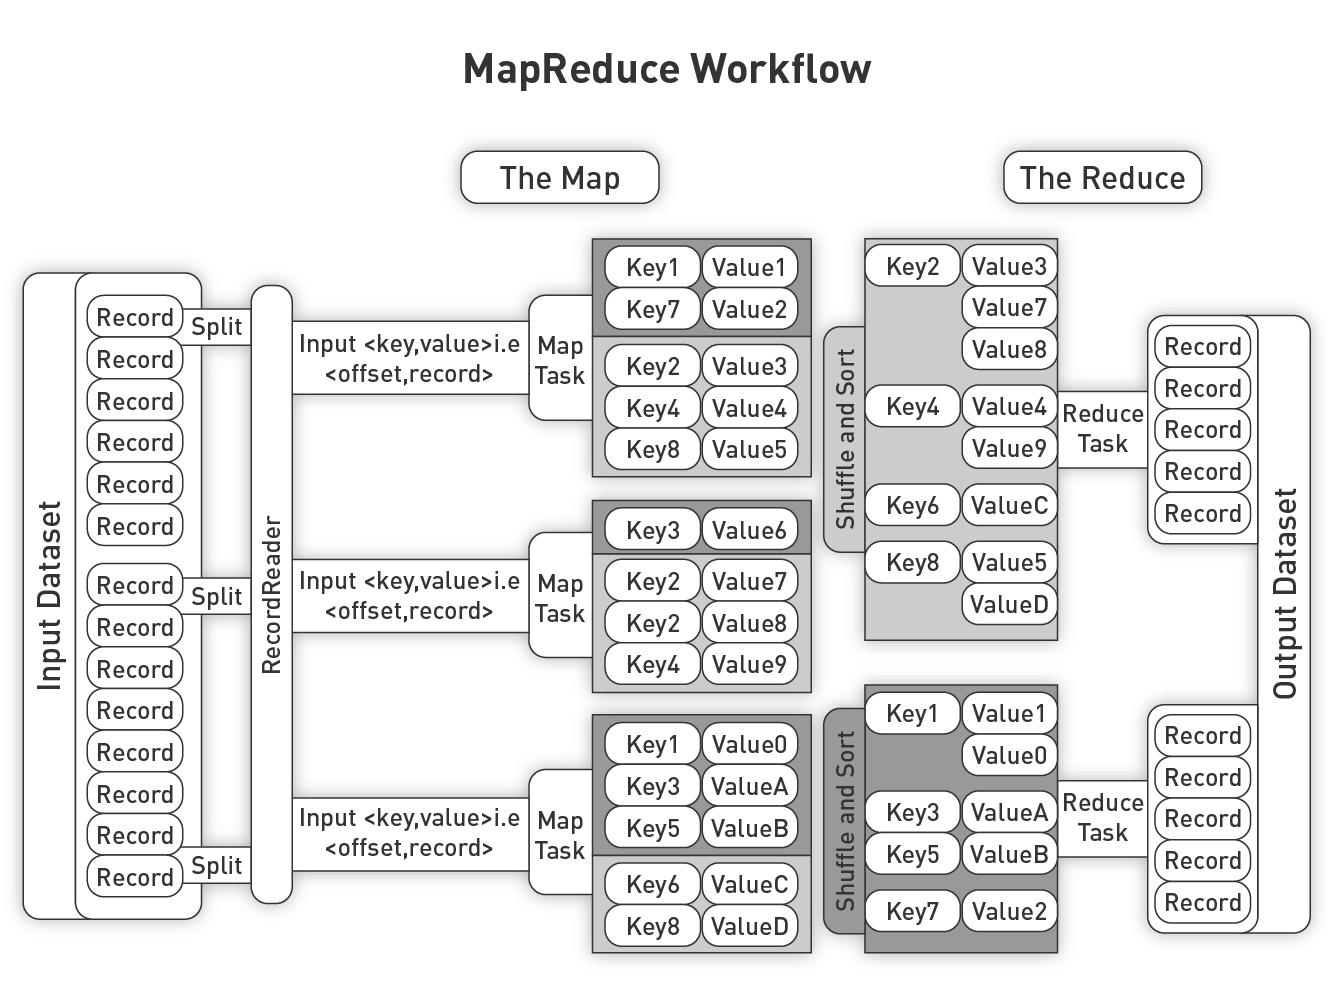 MapReduce Workflow
The Map
The Reduce
Input Dataset
Record
Record
Record
Record
Record
Record
Record
Record
Record
Record
Record
Record
Record
Record
Split
Split
Split
RecordReader
Input <key,value>i.e
<offset,record>
Map
Task
Key1 Value1
Key7 Value2
Key2 Value3
Key4 Value4
Key8 Value5
Input <key,value>i.e
<offset,record>
Map
Task
Key3 Value6
Key2 Value7
Key2 Value8
Key4 Value9
Input <key,value>i.e
<offset,record>
Map
Task
Key1 Value0
Key3 ValueA
Key5 ValueB
Key6 ValueC
Key8 ValueD
Shuffle and Sort
Key2 Value3
Value7
Value8
Key4 Value4
Value9
Key6 ValueC
Key8 Value5
ValueD
Reduce
Task
Record
Record
Record
Record
Record
Shuffle and Sort
Key1 Value1
Value0
Key3 ValueA
Key5 ValueB
Key7 Value2
Reduce
Task
Record
Record
Record
Record
Record
Output Dataset